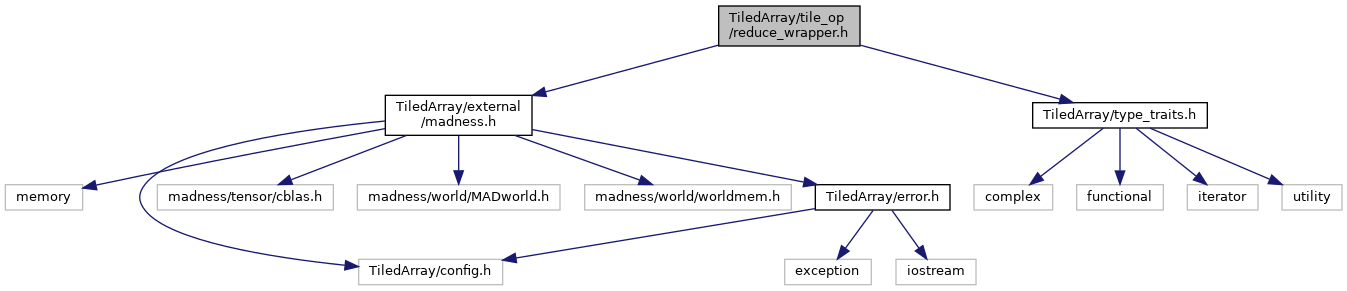 TiledArray/tile_op
/reduce_wrapper.h
TiledArray/external
/madness.h
TiledArray/type_traits.h
memory
madness/tensor/cblas.h
madness/world/MADworld.h
madness/world/worldmem.h
TiledArray/error.h
complex
functional
iterator
utility
TiledArray/config.h
exception
iostream